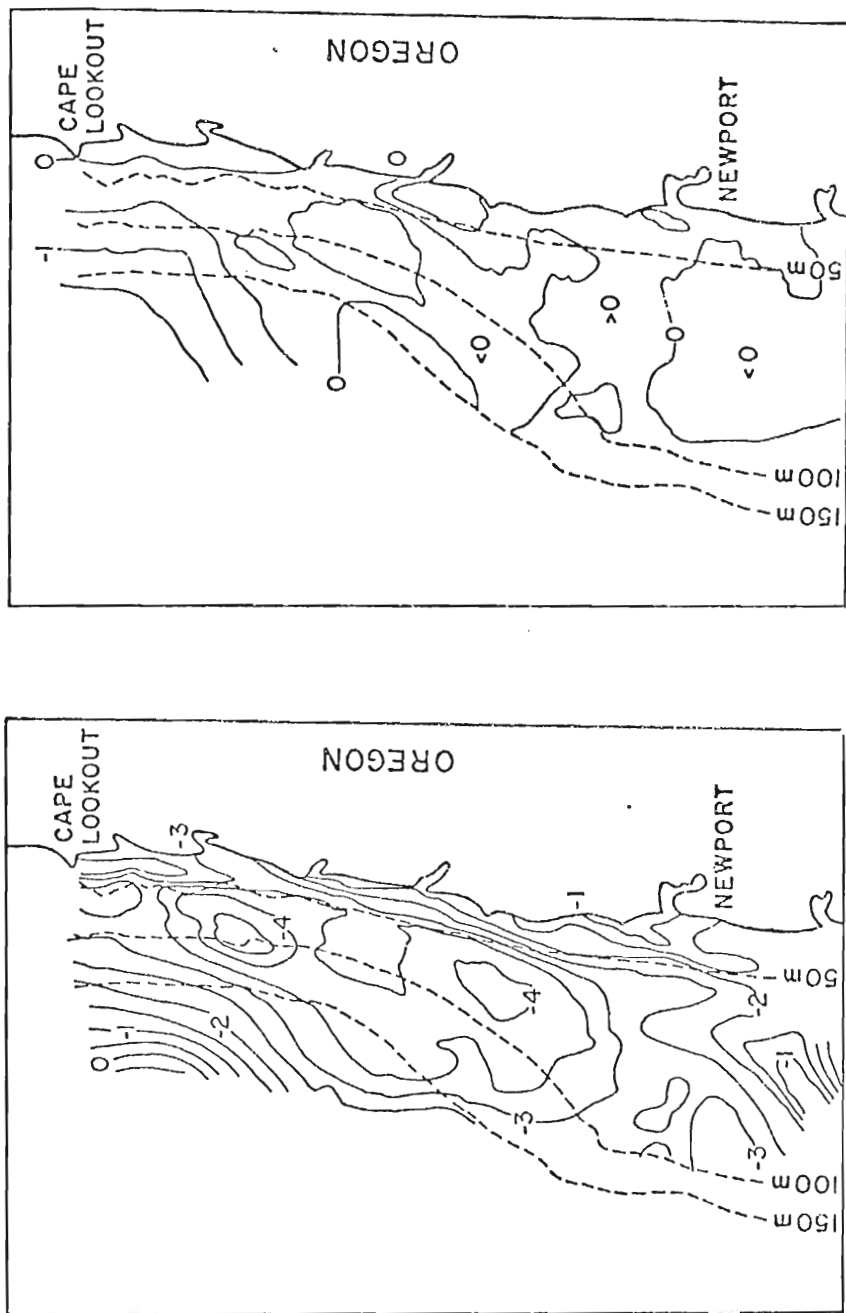 CAPE
LOOKOUT
OREGON
NEWPORT
0
-1
0
0
<0
>0
0
<0
50m
100m
150m
CAPE
LOOKOUT
OREGON
NEWPORT
-3
-4
-1
0
-1
-2
-4
-3
-2
-1
-3
50m
100m
150m